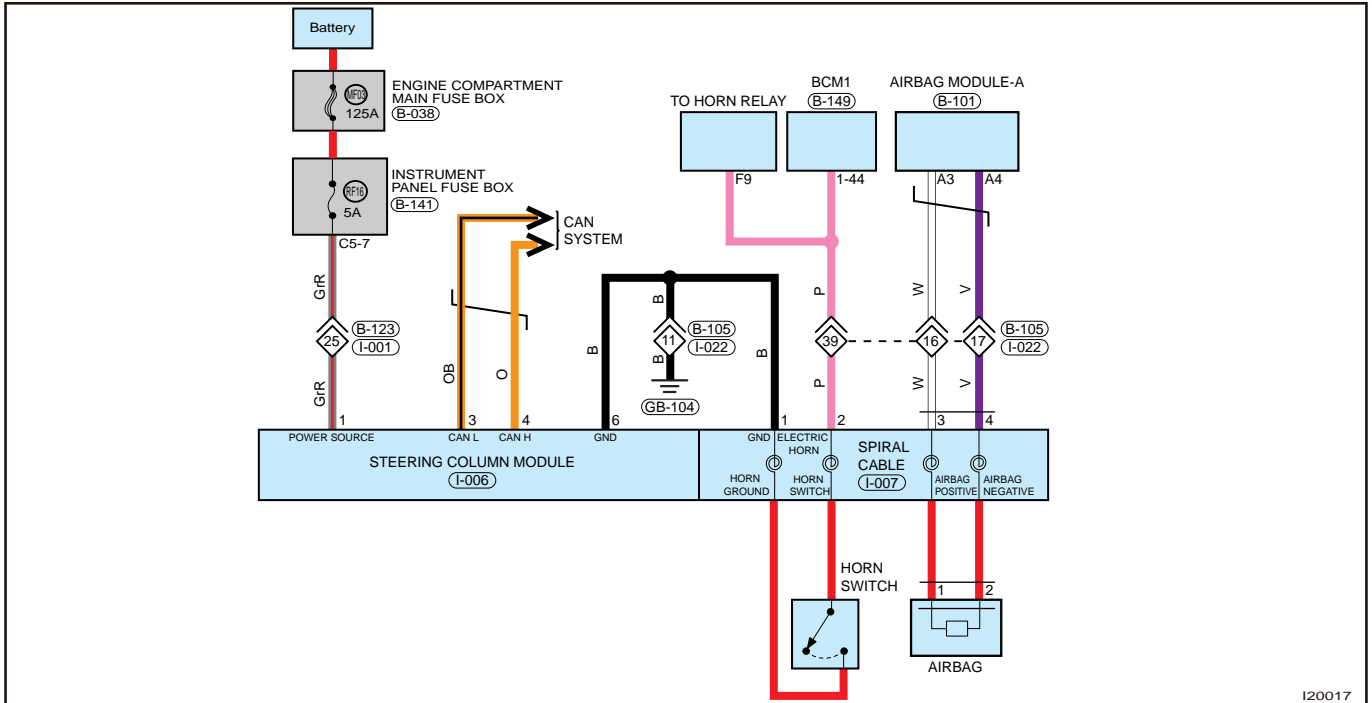 Battery
MF03
125A
ENGINE COMPARTMENT
MAIN FUSE BOX
B-038
RF16
5A
INSTRUMENT
PANEL FUSE BOX
B-141
C5-7
TO HORN RELAY
F9
BCM1
B-149
1-44
AIRBAG MODULE-A
B-101
A3
A4
CAN
SYSTEM
GrR
25
B-123
I-001
GrR
1
OB
3
O
4
B
6
B
11
B-105
I-022
B
GB-104
B
1
P
39
P
2
W
16
W
3
V
17
V
4
B-105
I-022
POWER SOURCE
CAN L
CAN H
GND
STEERING COLUMN MODULE
I-006
GND
ELECTRIC
HORN
SPIRAL
CABLE
I-007
HORN
GROUND
HORN
SWITCH
AIRBAG
POSITIVE
AIRBAG
NEGATIVE
HORN
SWITCH
1
2
AIRBAG
I20017